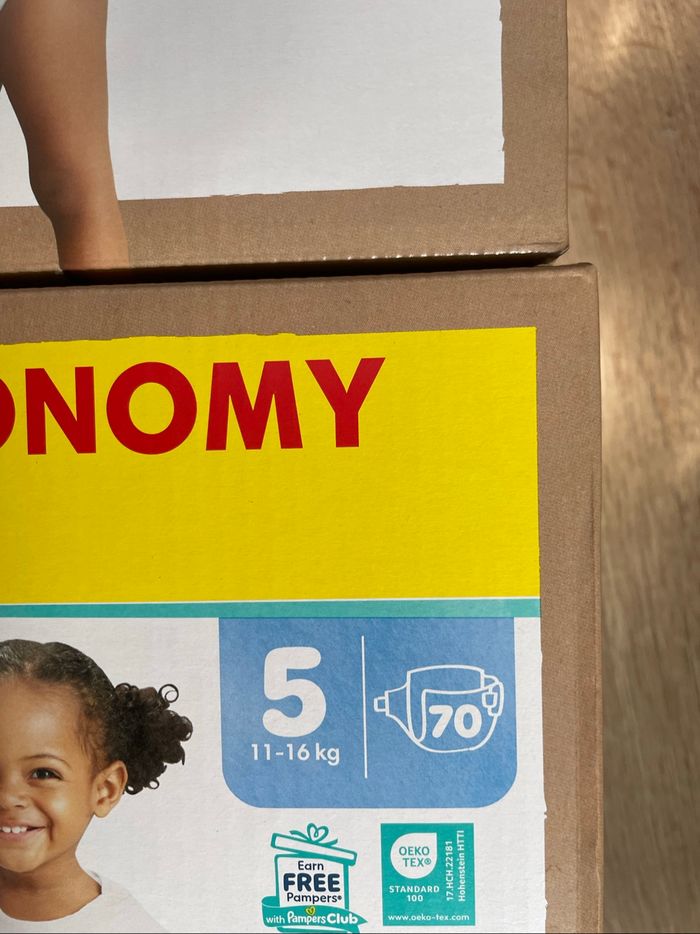 ONOMY
5
11-16 kg
70
Earn
FREE
Pampers®
with Pampers Club
OEKO
TEX®
STANDARD
100
17.HCH.22181
Hohenstein HTTI
www.oeko-tex.com